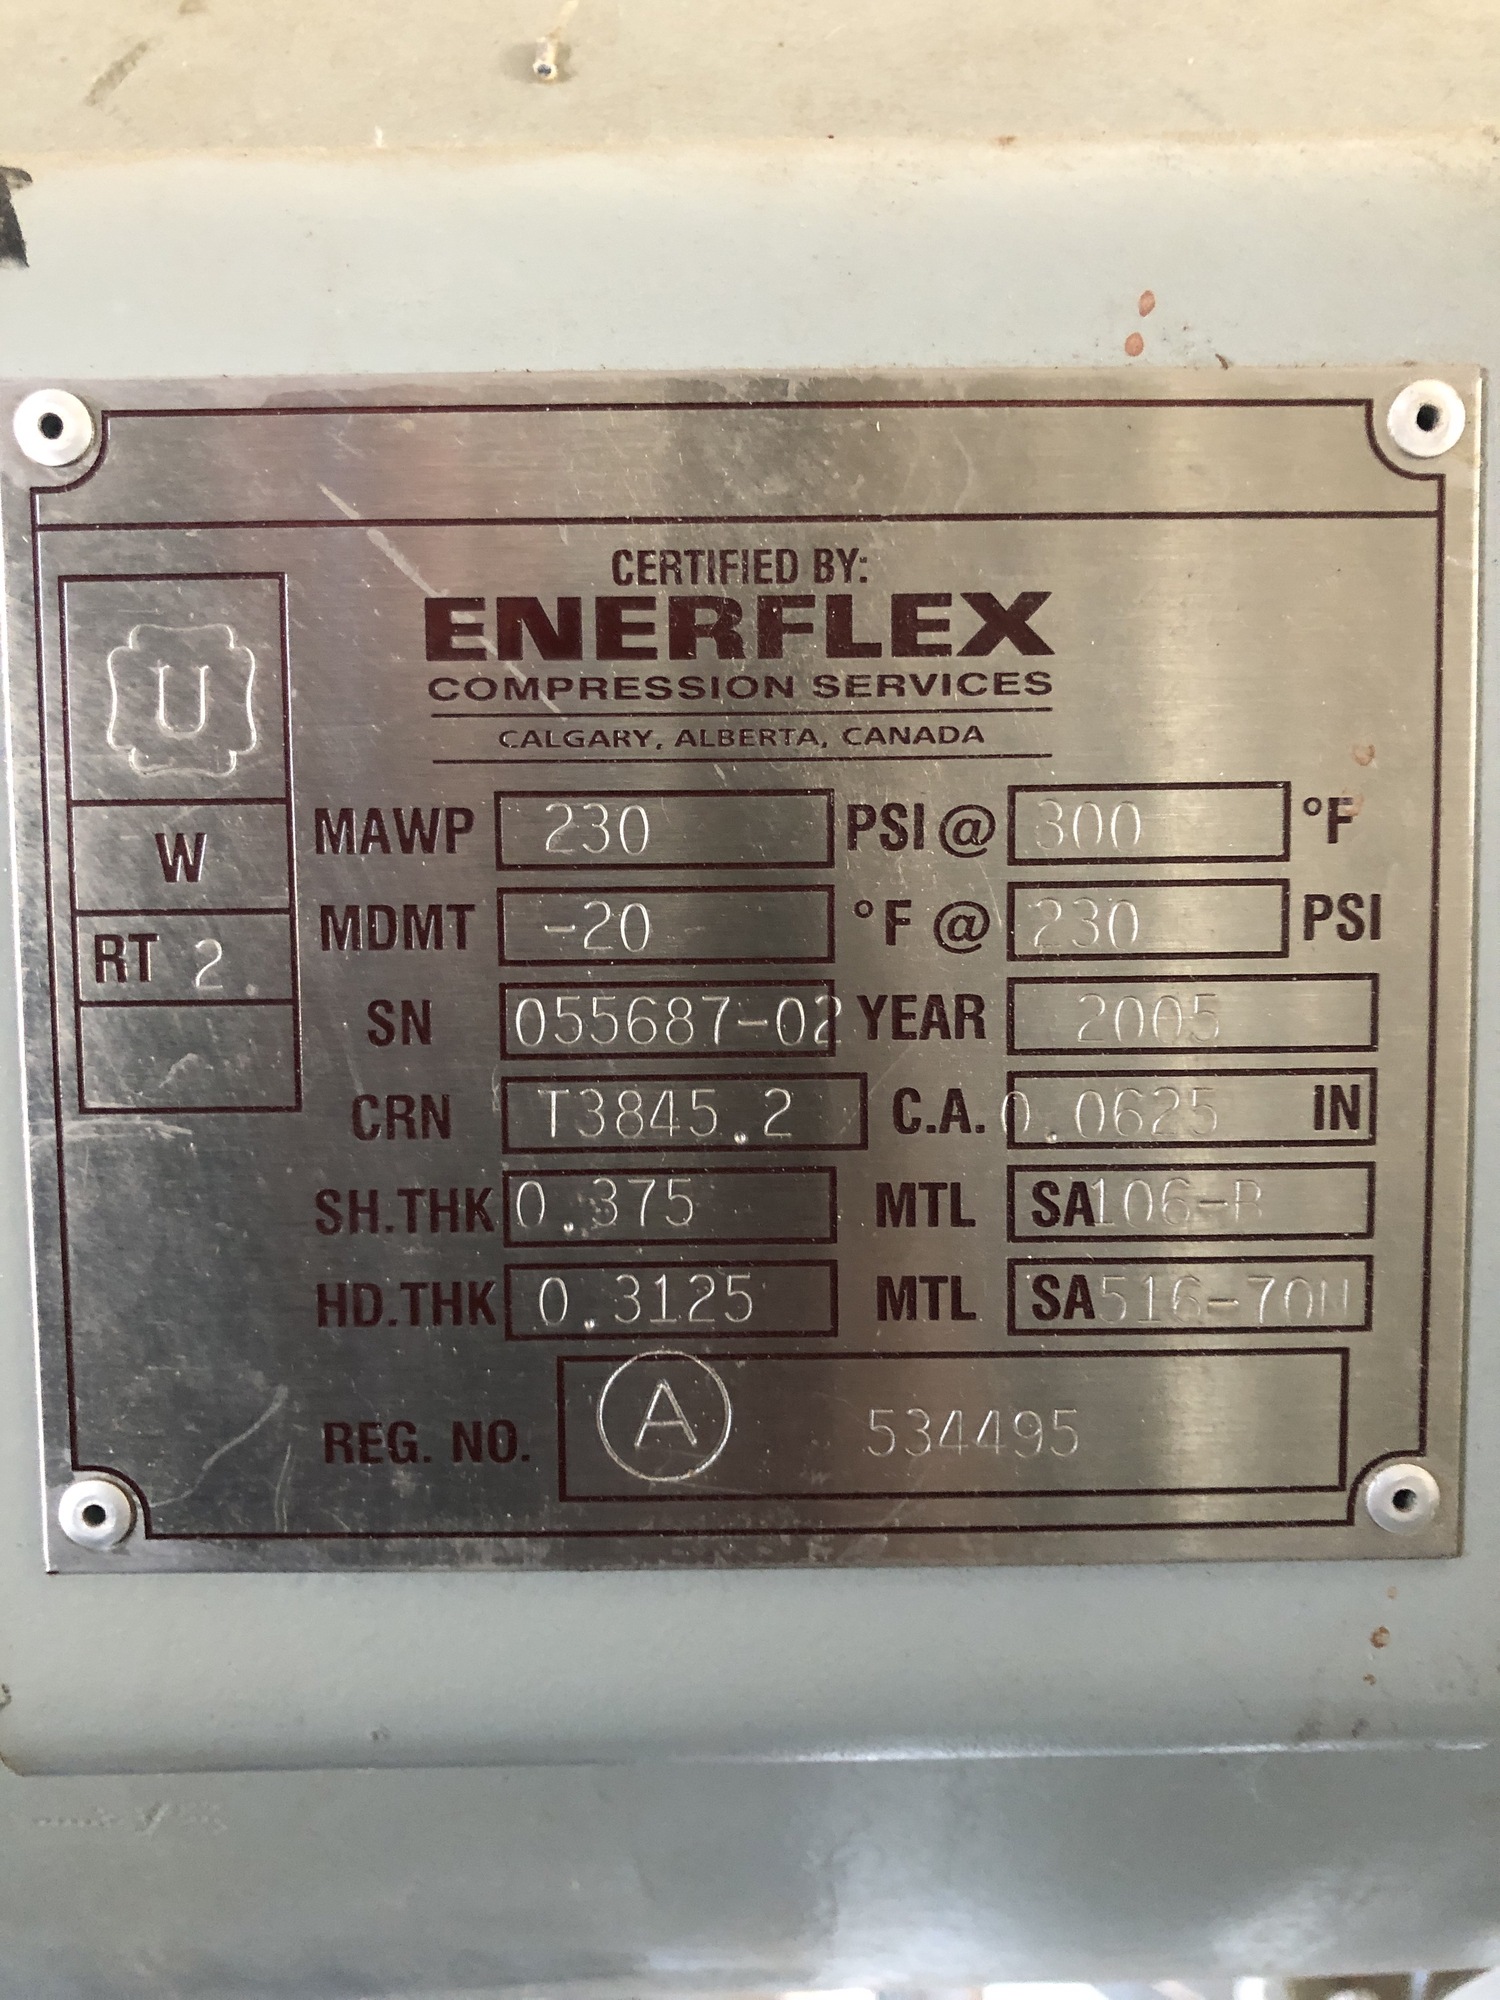 CERTIFIED BY:
ENERFLEX
COMPRESSION SERVICES
CALGARY, ALBERTA, CANADA
U
W
RT 2
MAWP 230 PSI @ 300 °F
MDMT -20 °F @ 230 PSI
SN 055687-02 YEAR 2005
CRN T3845.2 C.A. 0.0625 IN
SH.THK 0.375 MTL SA106-B
HD.THK 0.3125 MTL SA516-70N
REG. NO. A 534495